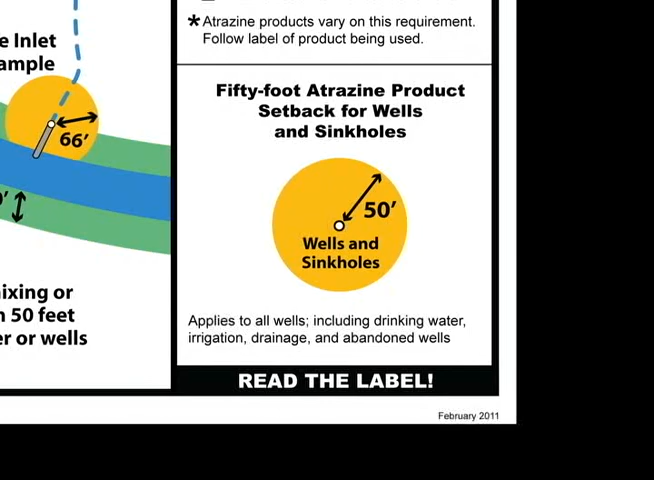 e Inlet
ample
66'
'
ixing or
50 feet
er or wells
* Atrazine products vary on this requirement.
Follow label of product being used.
Fifty-foot Atrazine Product
Setback for Wells
and Sinkholes
50'
Wells and
Sinkholes
Applies to all wells; including drinking water,
irrigation, drainage, and abandoned wells
READ THE LABEL!
February 2011